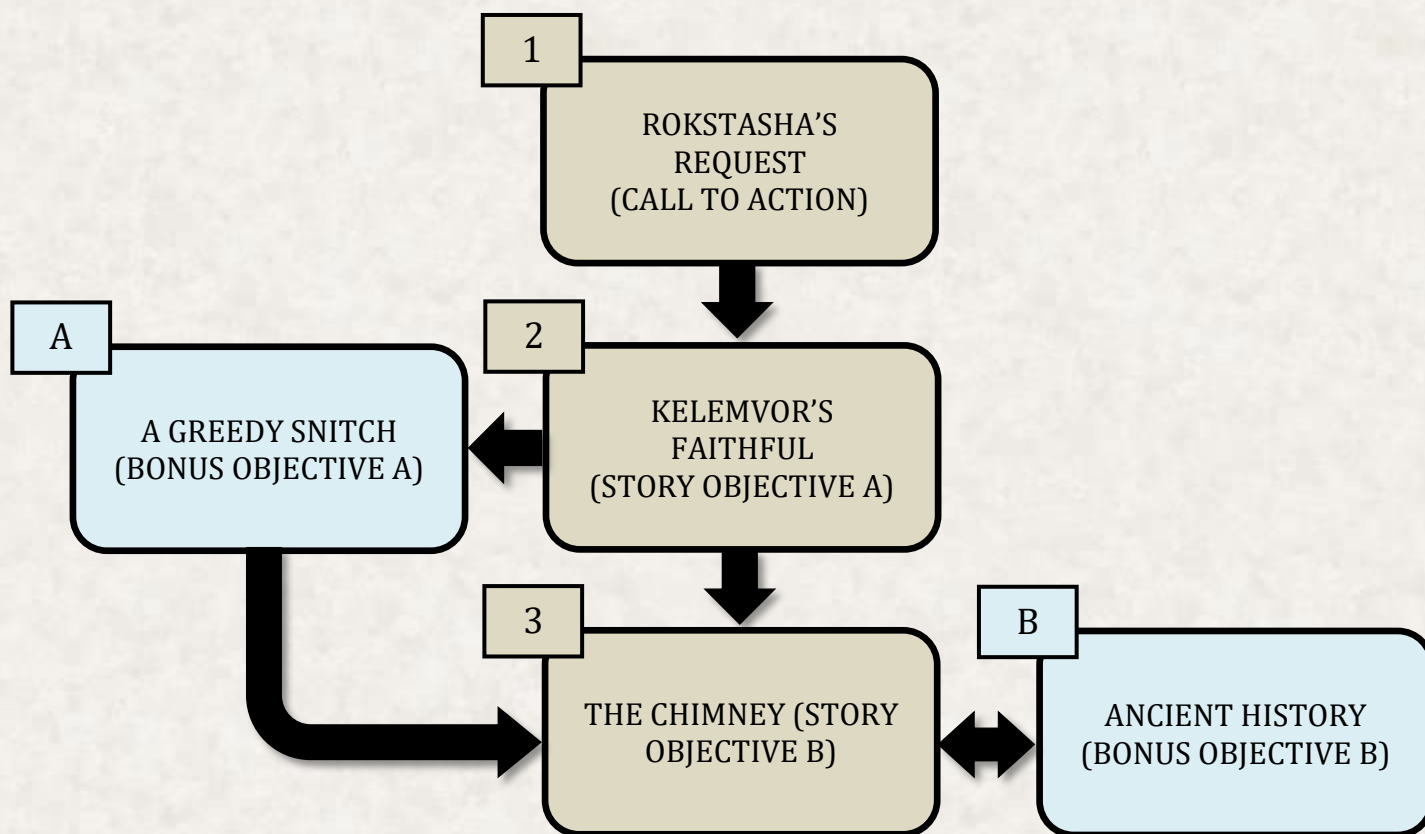 1
ROKSTASHA’S
REQUEST
(CALL TO ACTION)
A
A GREEDY SNITCH
(BONUS OBJECTIVE A)
2
KELEMVOR’S
FAITHFUL
(STORY OBJECTIVE A)
3
THE CHIMNEY (STORY
OBJECTIVE B)
B
ANCIENT HISTORY
(BONUS OBJECTIVE B)